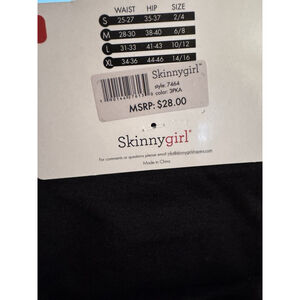 WAIST HIP SIZE
S 25-27 35-37 2/4
M 28-30 38-40 6/8
L 31-33 41-43 10/12
XL 34-36 44-46 14/16
style: 7464
color: 3PKA
MSRP: $28.00
Skinnygirl
For comments or questions please email
Made in China